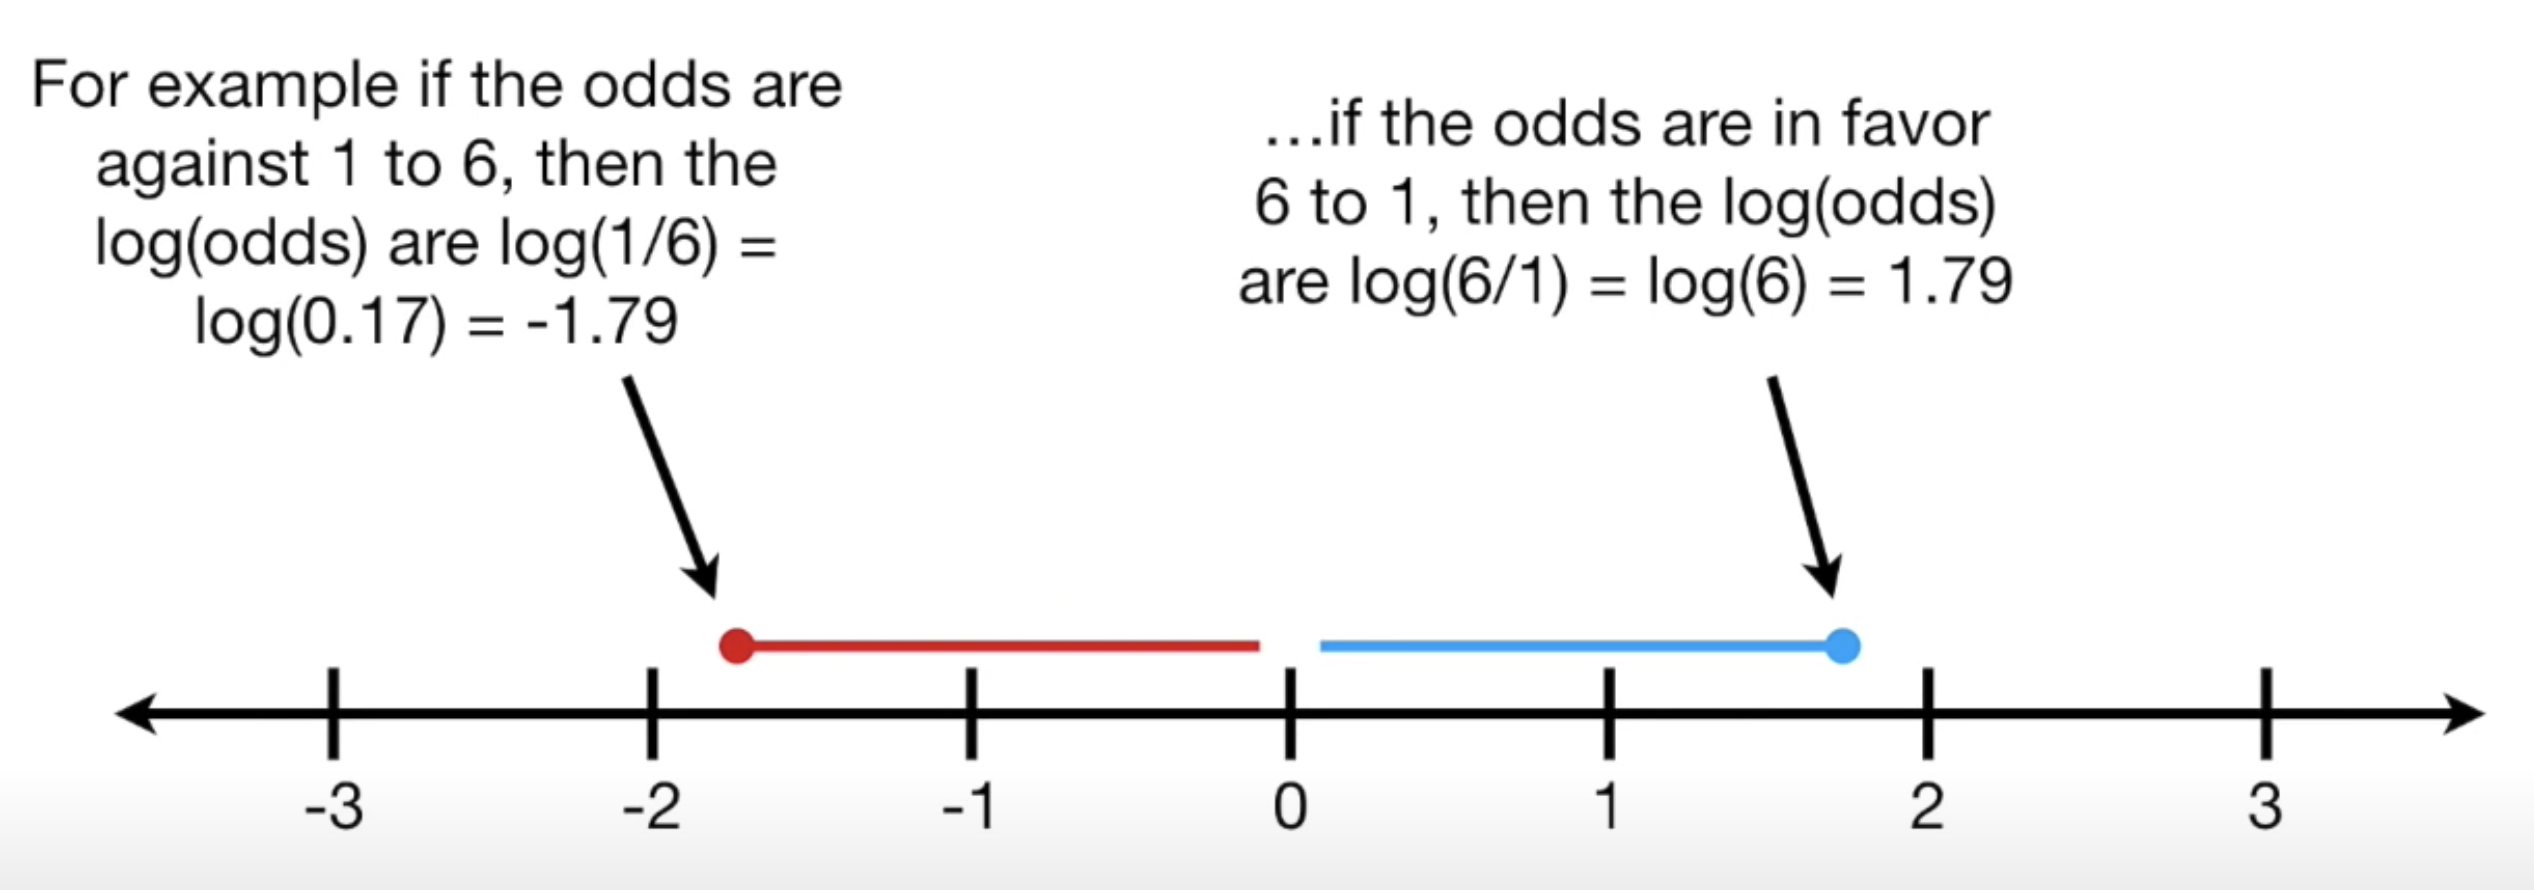 For example if the odds are
against 1 to 6, then the
log(odds) are log(1/6) =
log(0.17) = -1.79
…if the odds are in favor
6 to 1, then the log(odds)
are log(6/1) = log(6) = 1.79
-3 -2 -1 0 1 2 3